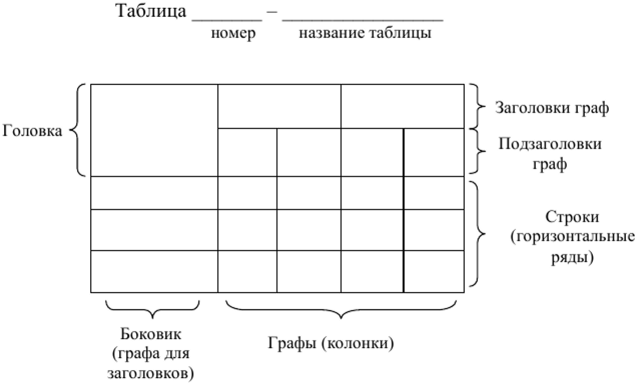 Таблица _______ – ________________
номер название таблицы
Головка
Заголовки граф
Подзаголовки
граф
Строки
(горизонтальные
ряды)
Боковик
(графа для
заголовков)
Графы (колонки)